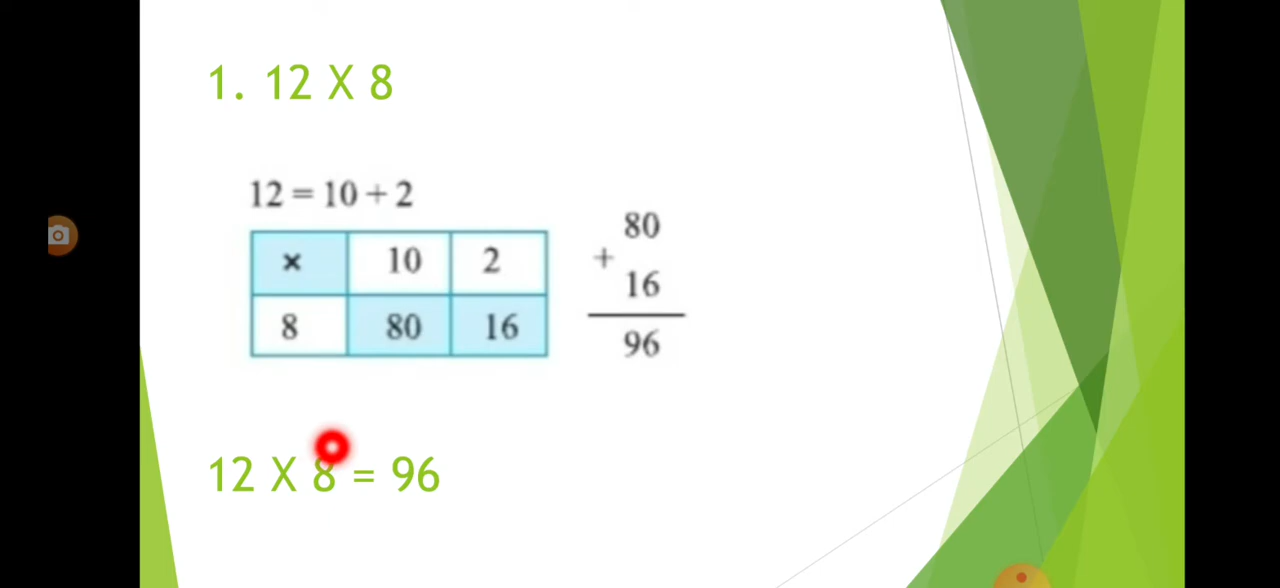 1. 12 X 8
12 = 10 + 2
× 10 2
8 80 16
80
+
16
96
12 X 8 = 96